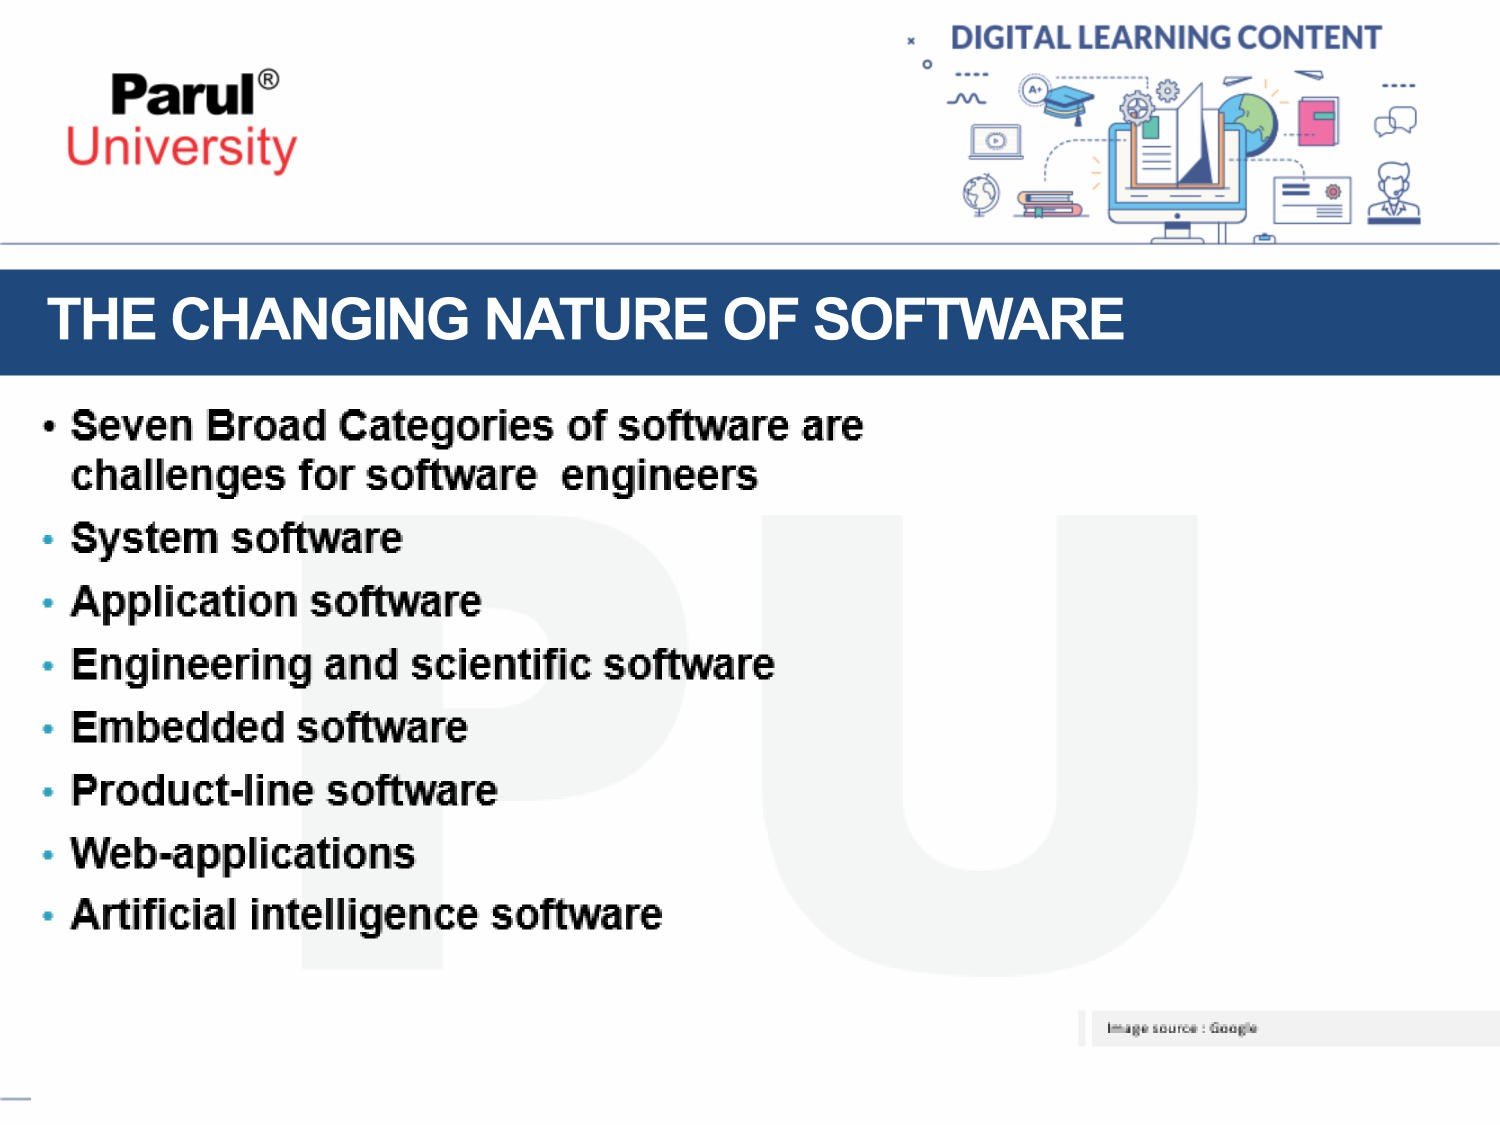 DIGITAL LEARNING CONTENT
Parul®
University
A+
THE CHANGING NATURE OF SOFTWARE
• Seven Broad Categories of software are
challenges for software  engineers
• System software
• Application software
• Engineering and scientific software
• Embedded software
• Product-line software
• Web-applications
• Artificial intelligence software
PU
Image source : Google